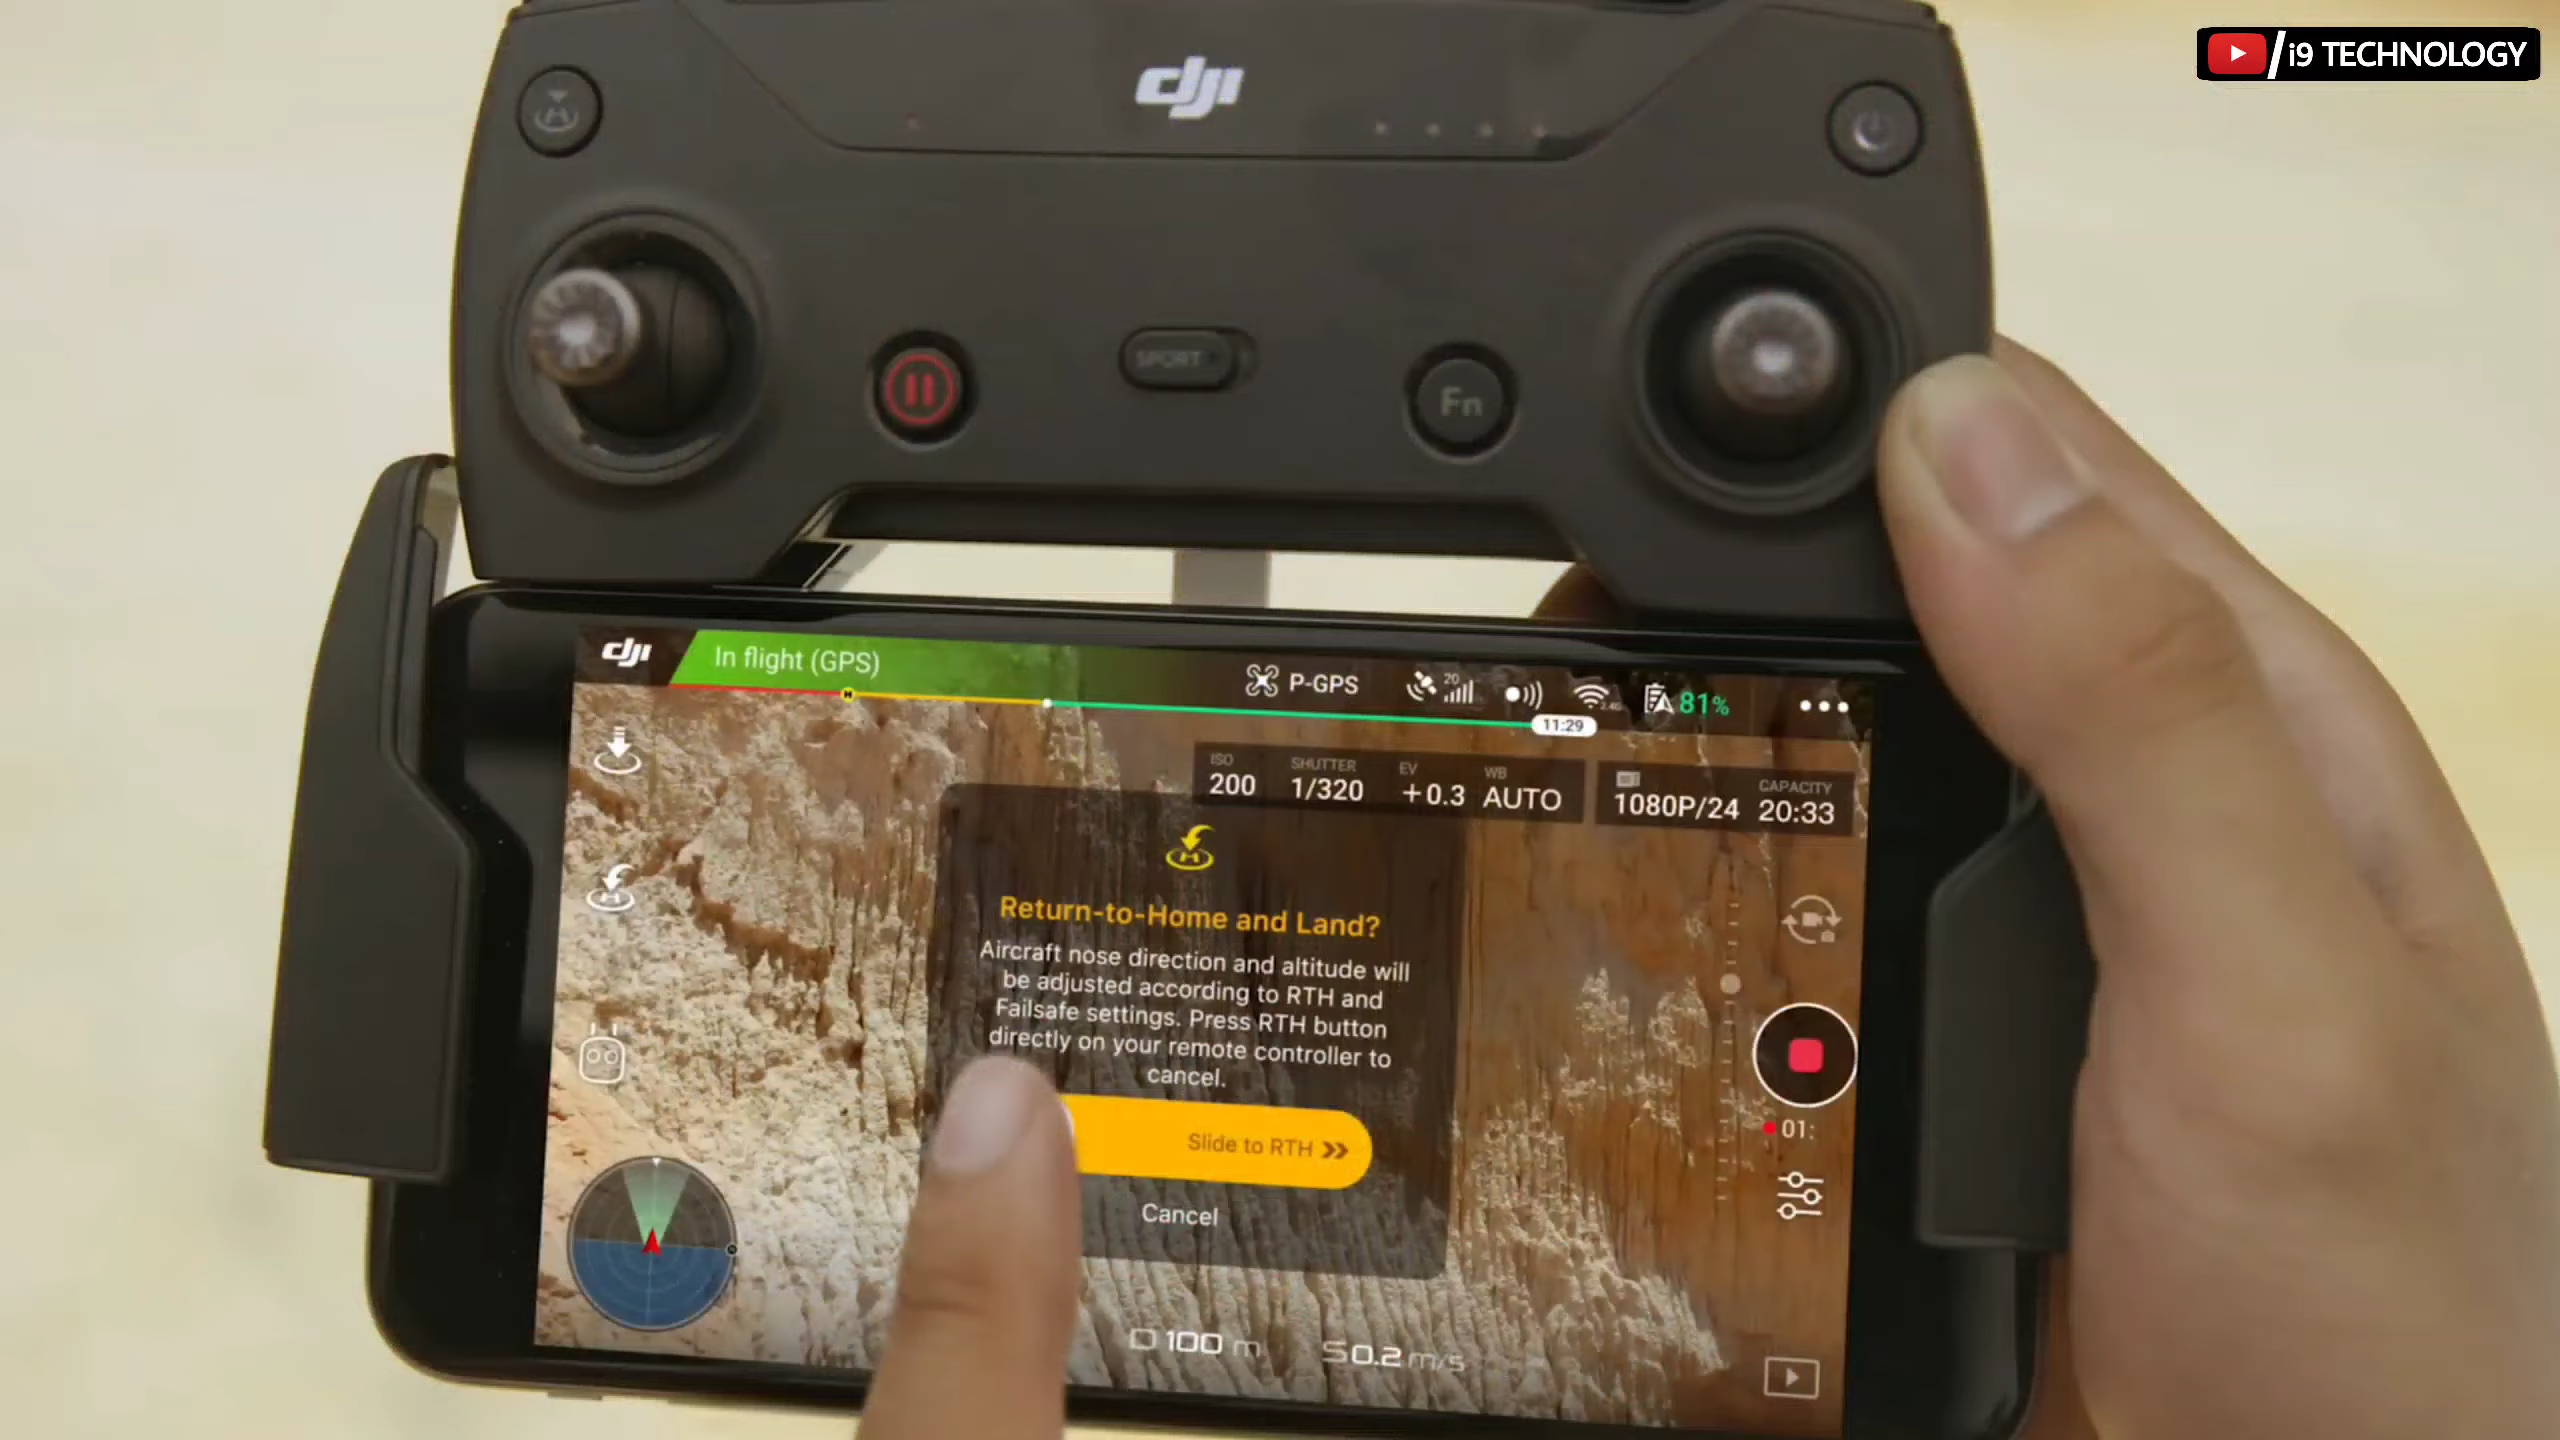 /i9 TECHNOLOGY
dji
SPORT
Fn
dji
In flight (GPS)
P-GPS
20
81%
11:29
ISO
200
SHUTTER
1/320
EV
+0.3
WB
AUTO
1080P/24
CAPACITY
20:33
Return-to-Home and Land?
Aircraft nose direction and altitude will
be adjusted according to RTH and
Failsafe settings. Press RTH button
directly on your remote controller to
cancel.
Slide to RTH
Cancel
01:
D 100 m
S 0.2 m/s